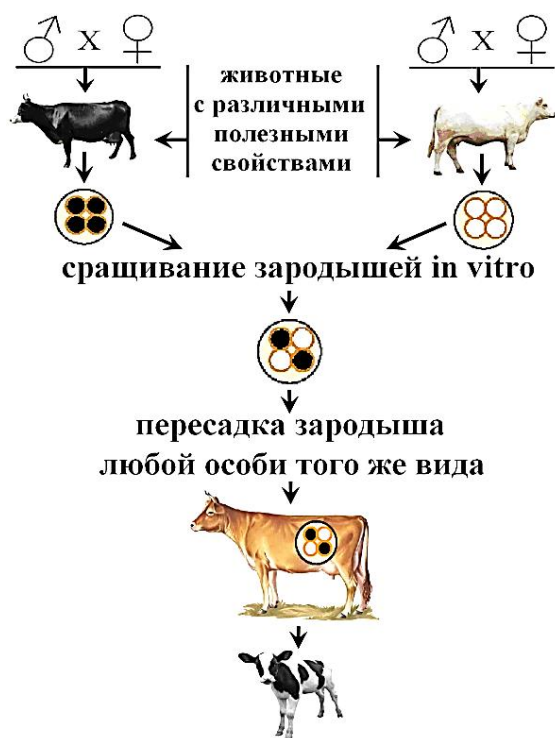 ♂ X ♀
♂ X ♀
животные
с различными
полезными
свойствами
сращивание зародышей in vitro
пересадка зародыша
любой особи того же вида